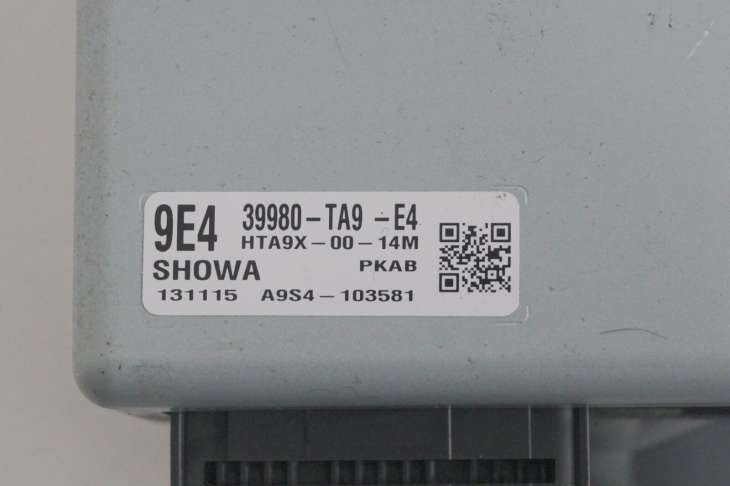 9E4 39980-TA9 -E4
HTA9X-00-14M
SHOWA PKAB
131115 A9S4-103581